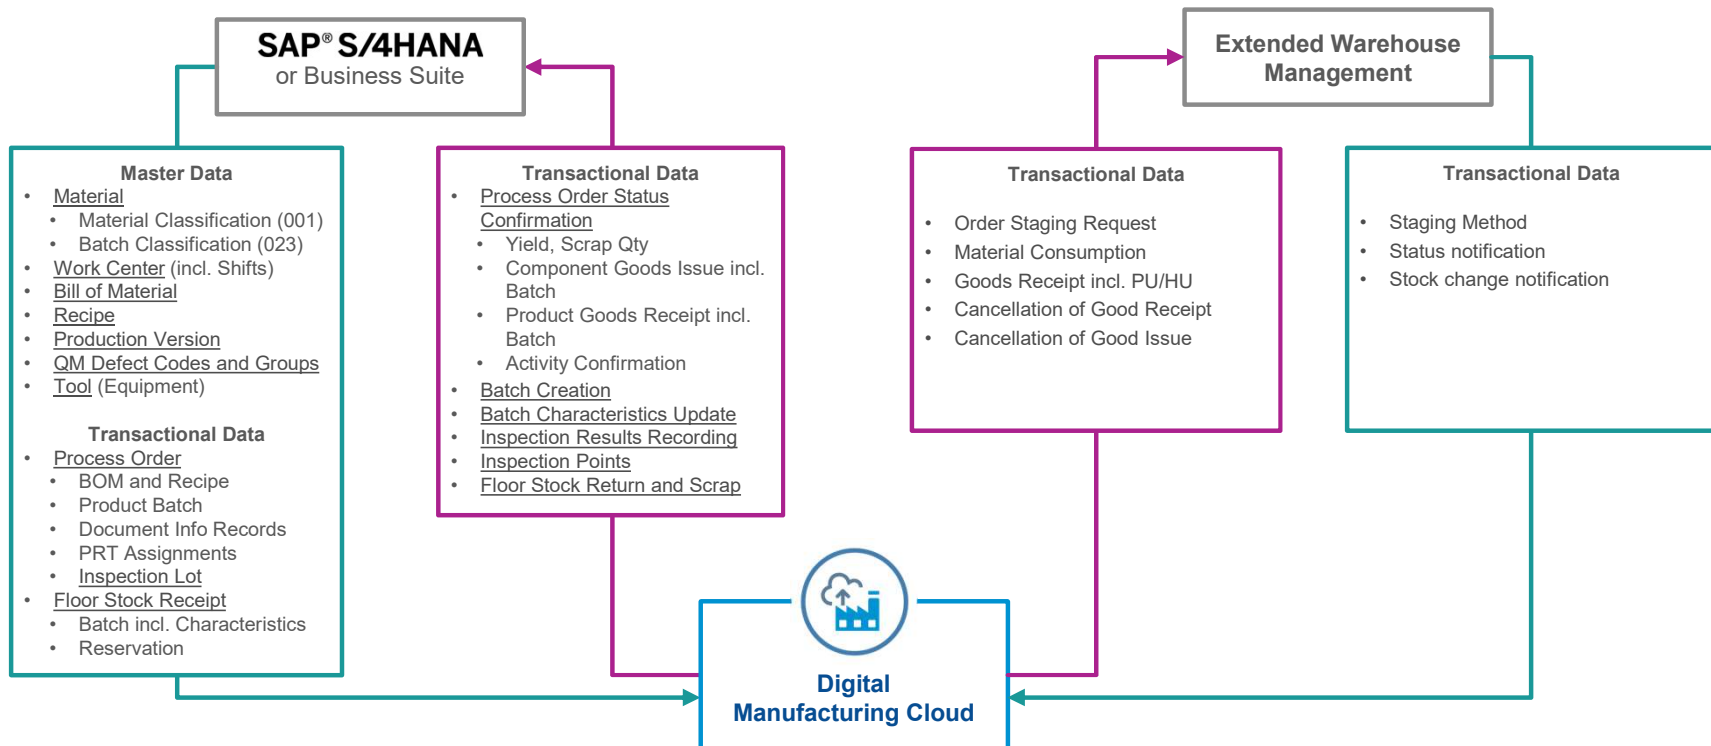 SAP® S/4HANA
or Business Suite
Extended Warehouse
Management
Master Data
• Material
• Material Classification (001)
• Batch Classification (023)
• Work Center (incl. Shifts)
• Bill of Material
• Recipe
• Production Version
• QM Defect Codes and Groups
• Tool (Equipment)
Transactional Data
• Process Order
• BOM and Recipe
• Product Batch
• Document Info Records
• PRT Assignments
• Inspection Lot
• Floor Stock Receipt
• Batch incl. Characteristics
• Reservation
Transactional Data
• Process Order Status
Confirmation
• Yield, Scrap Qty
• Component Goods Issue incl.
Batch
• Product Goods Receipt incl.
Batch
• Activity Confirmation
• Batch Creation
• Batch Characteristics Update
• Inspection Results Recording
• Inspection Points
• Floor Stock Return and Scrap
Transactional Data
• Order Staging Request
• Material Consumption
• Goods Receipt incl. PU/HU
• Cancellation of Good Receipt
• Cancellation of Good Issue
Transactional Data
• Staging Method
• Status notification
• Stock change notification
Digital
Manufacturing Cloud